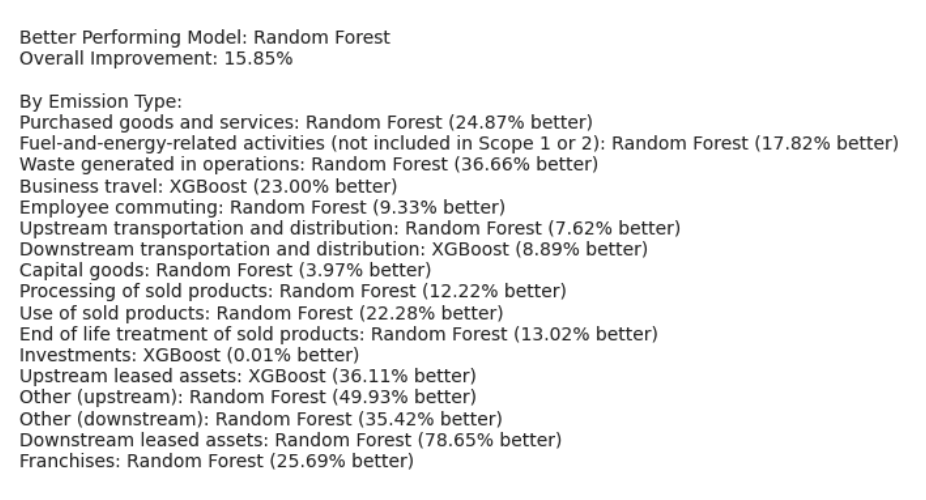 Better Performing Model: Random Forest
Overall Improvement: 15.85%
By Emission Type:
Purchased goods and services: Random Forest (24.87% better)
Fuel-and-energy-related activities (not included in Scope 1 or 2): Random Forest (17.82% better)
Waste generated in operations: Random Forest (36.66% better)
Business travel: XGBoost (23.00% better)
Employee commuting: Random Forest (9.33% better)
Upstream transportation and distribution: Random Forest (7.62% better)
Downstream transportation and distribution: XGBoost (8.89% better)
Capital goods: Random Forest (3.97% better)
Processing of sold products: Random Forest (12.22% better)
Use of sold products: Random Forest (22.28% better)
End of life treatment of sold products: Random Forest (13.02% better)
Investments: XGBoost (0.01% better)
Upstream leased assets: XGBoost (36.11% better)
Other (upstream): Random Forest (49.93% better)
Other (downstream): Random Forest (35.42% better)
Downstream leased assets: Random Forest (78.65% better)
Franchises: Random Forest (25.69% better)